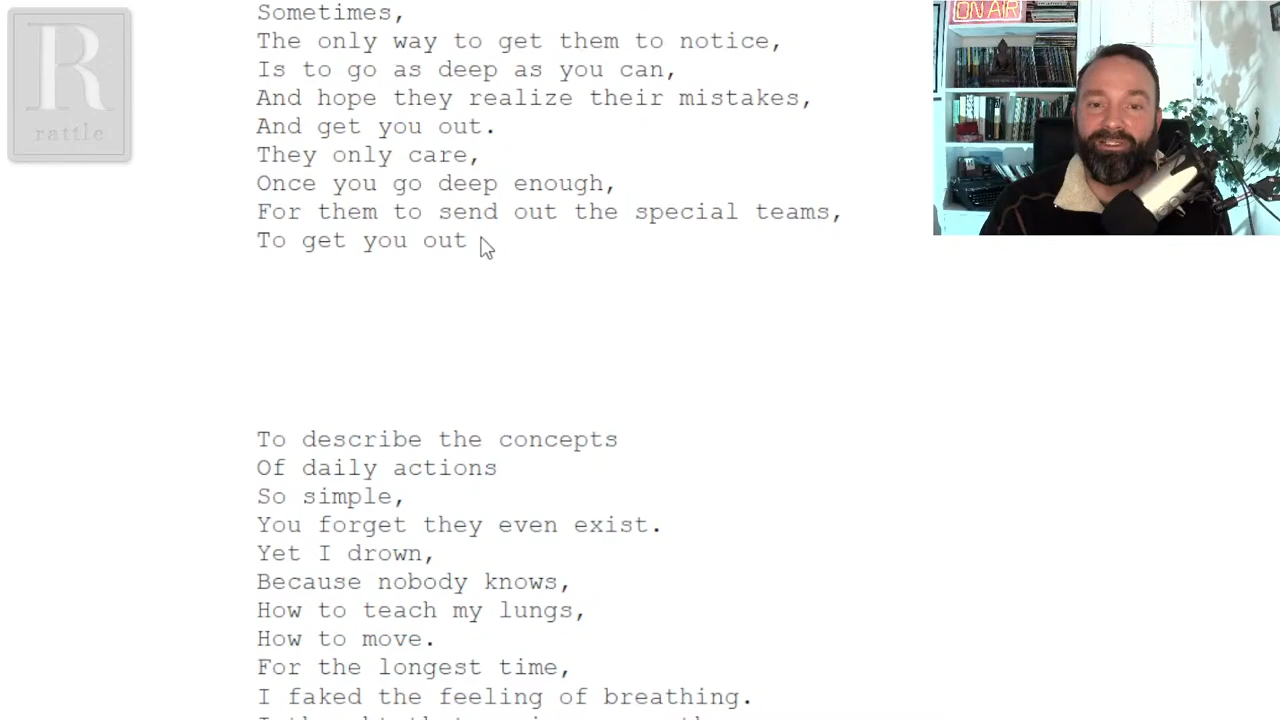 R
rattle
ON AIR
Sometimes,
The only way to get them to notice,
Is to go as deep as you can,
And hope they realize their mistakes,
And get you out.
They only care,
Once you go deep enough,
For them to send out the special teams,
To get you out
To describe the concepts
Of daily actions
So simple,
You forget they even exist.
Yet I drown,
Because nobody knows,
How to teach my lungs,
How to move.
For the longest time,
I faked the feeling of breathing.